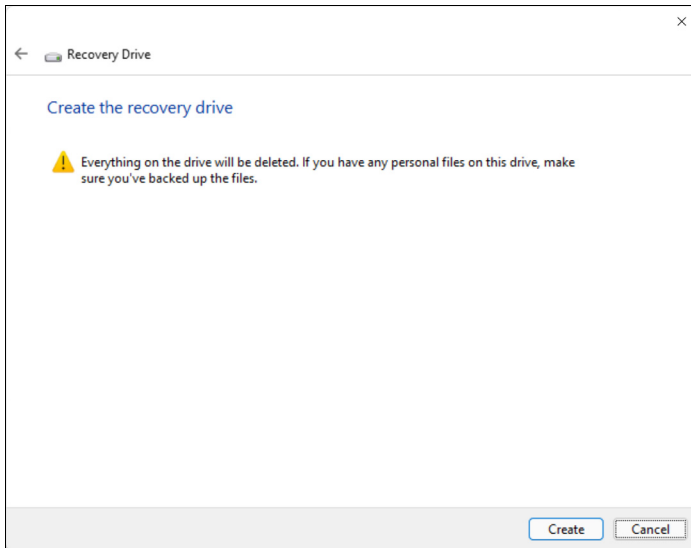 Recovery Drive
Create the recovery drive
Everything on the drive will be deleted. If you have any personal files on this drive, make
sure you've backed up the files.
Create Cancel